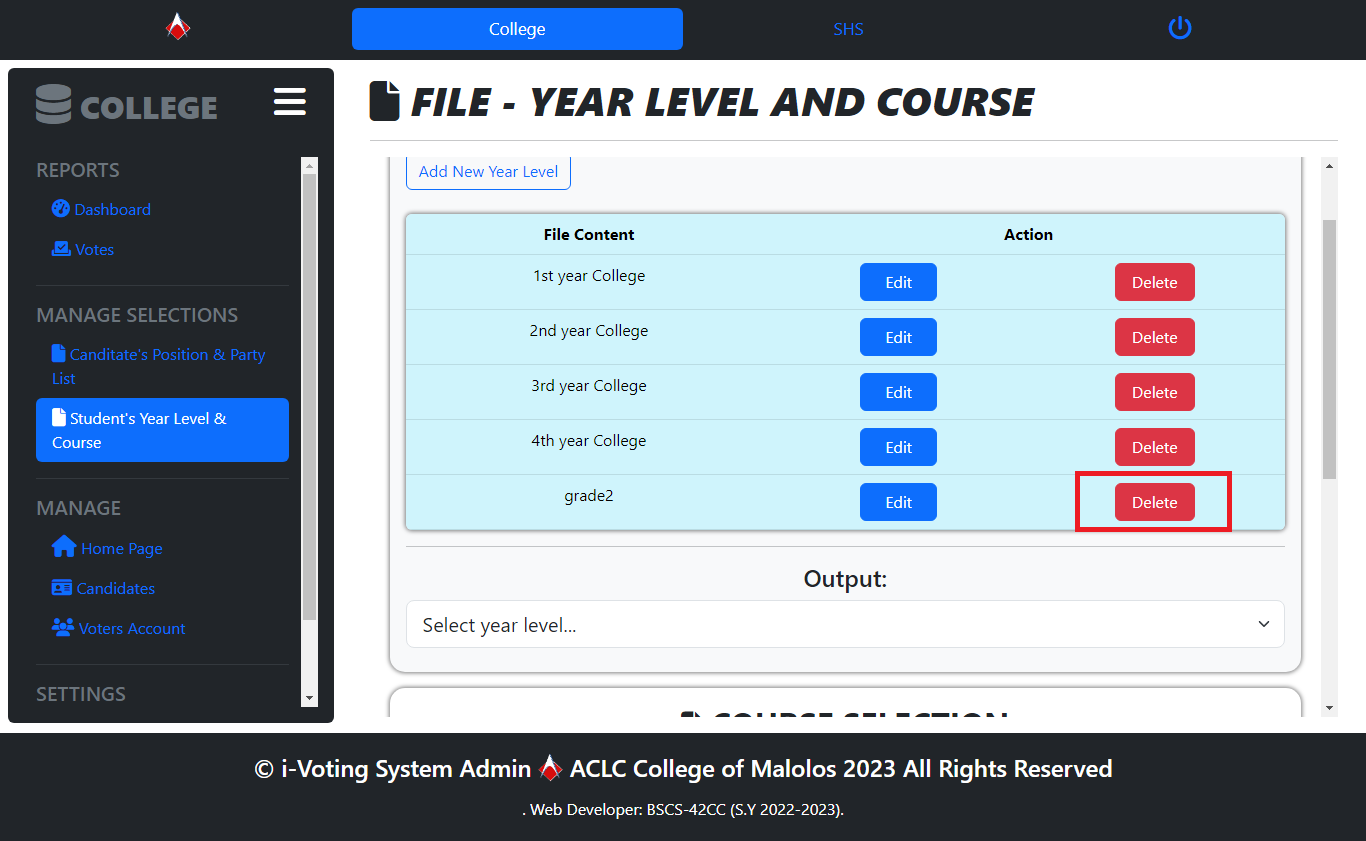 College
SHS
COLLEGE
REPORTS
Dashboard
Votes
MANAGE SELECTIONS
Canditate's Position & Party
List
Student's Year Level &
Course
MANAGE
Home Page
Candidates
Voters Account
SETTINGS
FILE - YEAR LEVEL AND COURSE
Add New Year Level
File Content Action
1st year College Edit Delete
2nd year College Edit Delete
3rd year College Edit Delete
4th year College Edit Delete
grade2 Edit Delete
Output:
Select year level...
COURSE SELECTION
© i-Voting System Admin ACLC College of Malolos 2023 All Rights Reserved
. Web Developer: BSCS-42CC (S.Y 2022-2023).